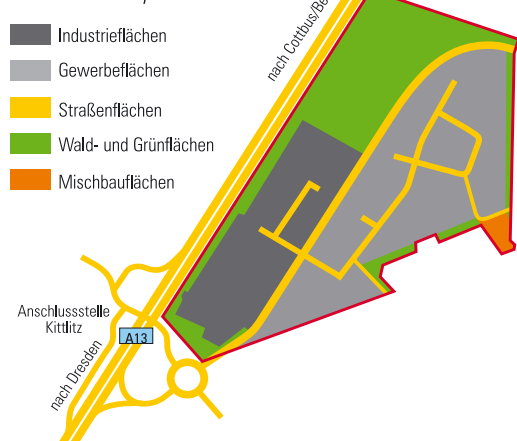 Industrieflächen
Gewerbeflächen
Straßenflächen
Wald- und Grünflächen
Mischbauflächen
nach Cottbus/Be
Anschlussstelle
Kittlitz
A13
nach Dresden